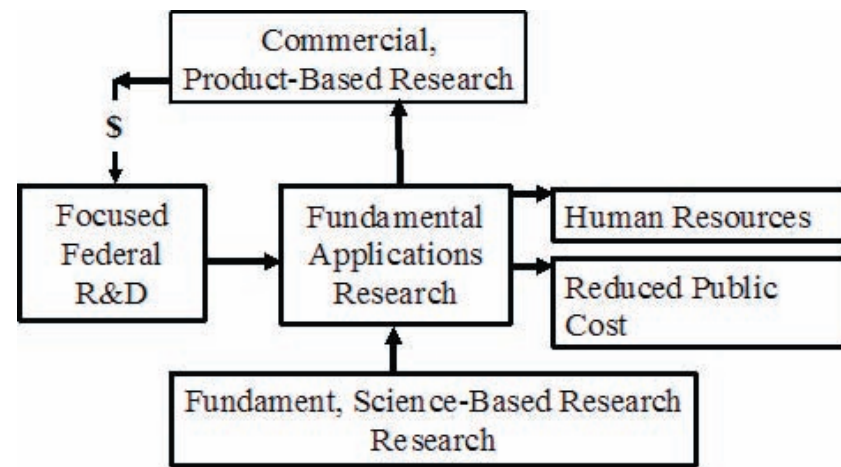 Commercial,
Product-Based Research
$
Focused
Federal
R&D
Fundamental
Applications
Research
Human Resources
Reduced Public
Cost
Fundament, Science-Based Research
Research